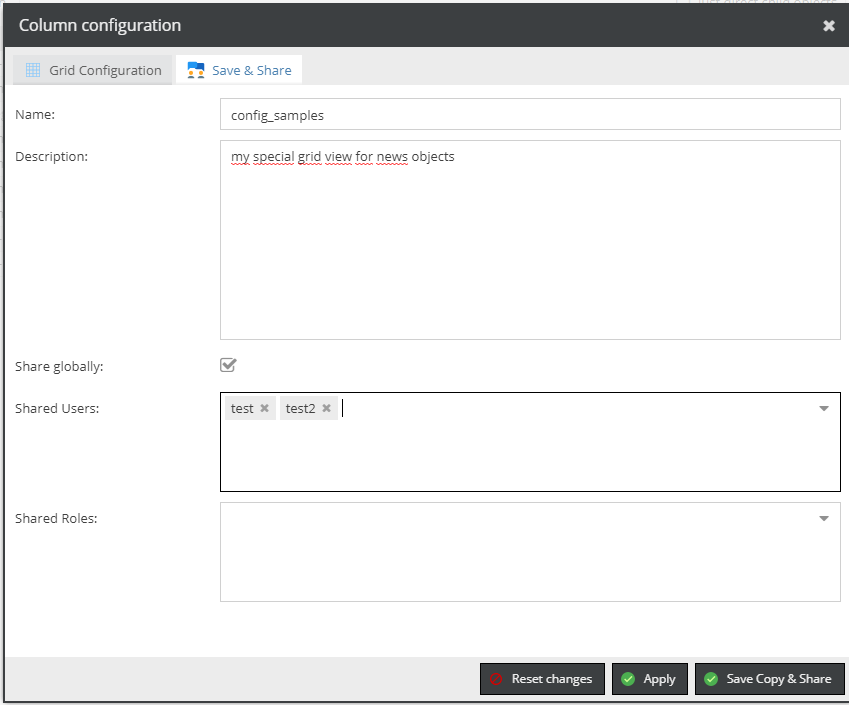 Column configuration
Grid Configuration
Save & Share
Name:
config_samples
Description:
my special grid view for news objects
Share globally:
Shared Users:
test
test2
Shared Roles:
Reset changes
Apply
Save Copy & Share